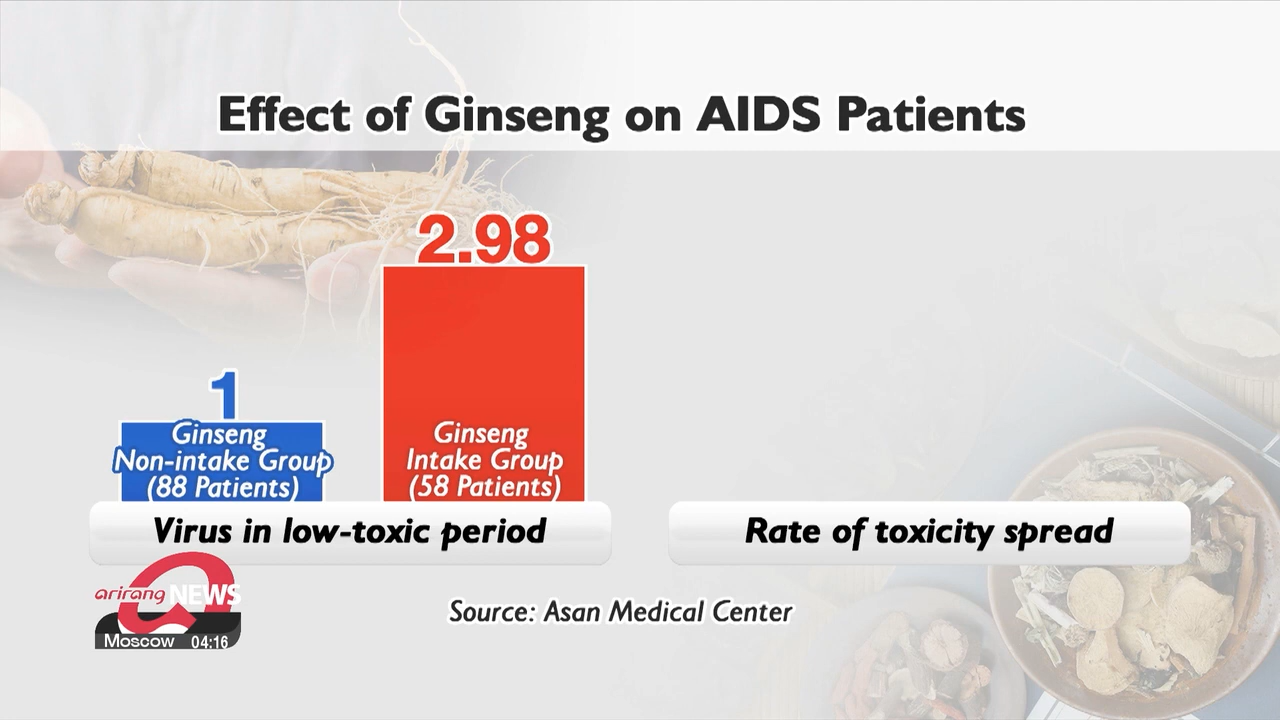 Effect of Ginseng on AIDS Patients
2.98
1
Ginseng
Non-intake Group
(88 Patients)
Ginseng
Intake Group
(58 Patients)
Virus in low-toxic period
Rate of toxicity spread
Source: Asan Medical Center
arirang NEWS
Moscow 04:16